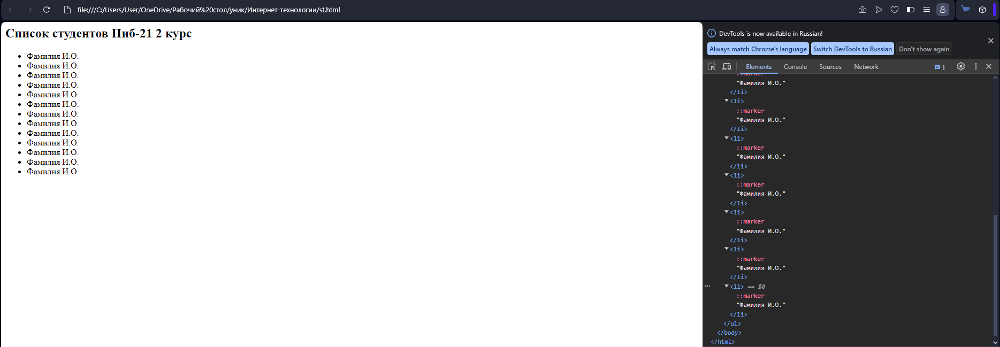 file:///C:/Users/User/OneDrive/Рабочий%20стол/уник/Интернет-технологии/st.html
Список студентов Пиб-21 2 курс
Фамилия И.О.
Фамилия И.О.
Фамилия И.О.
Фамилия И.О.
Фамилия И.О.
Фамилия И.О.
Фамилия И.О.
Фамилия И.О.
Фамилия И.О.
Фамилия И.О.
Фамилия И.О.
Фамилия И.О.
Фамилия И.О.
DevTools is now available in Russian!
Always match Chrome's language Switch DevTools to Russian Don't show again
Elements Console Sources Network 1
::marker
"Фамилия И.О."
</li>
<li>
::marker
"Фамилия И.О."
</li>
<li>
::marker
"Фамилия И.О."
</li>
<li>
::marker
"Фамилия И.О."
</li>
<li>
::marker
"Фамилия И.О."
</li>
<li>
::marker
"Фамилия И.О."
</li>
<li> == $0
::marker
"Фамилия И.О."
</li>
</ul>
</body>
</html>